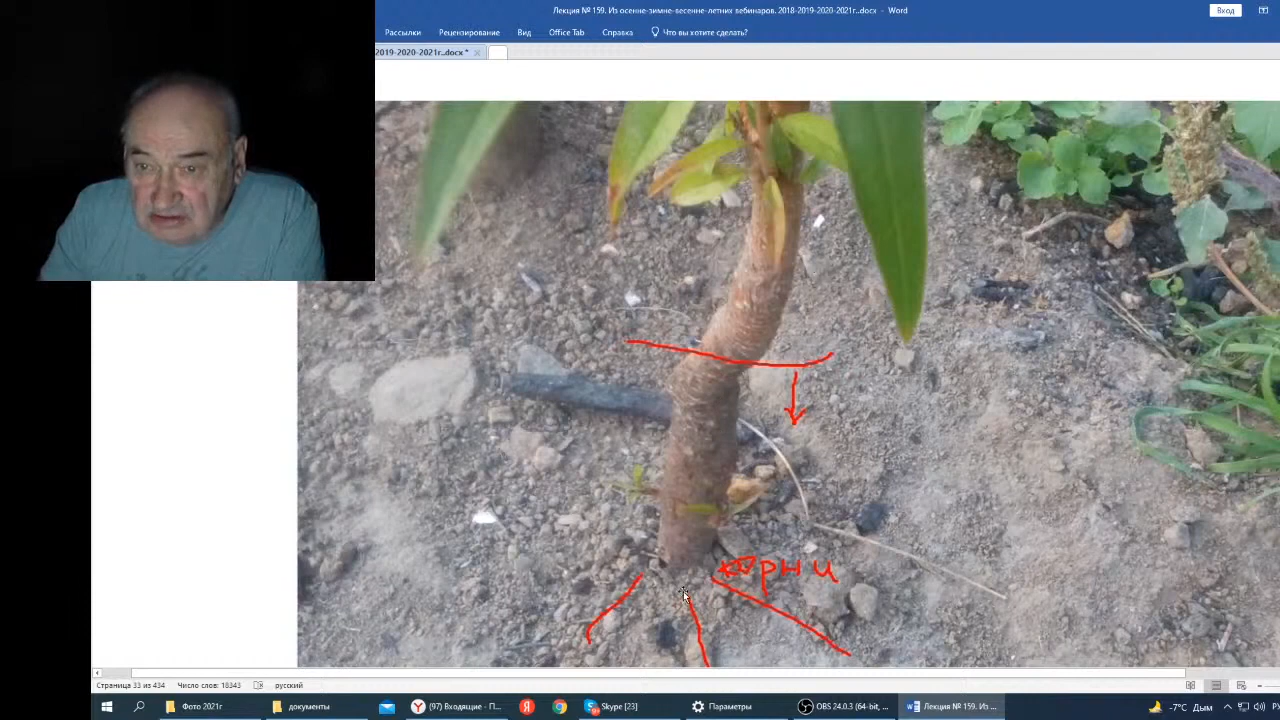 Лекция № 159. Из осенне-зимне-весенне-летних вебинаров. 2018-2019-2020-2021г..docx - Word
Вход
Рассылки Рецензирование Вид Office Tab Справка Что вы хотите сделать?
2019-2020-2021г..docx *
корни
Страница 33 из 434 Число слов: 18343 русский
Фото 2021г документы (97) Входящие - П... Skype [23] Параметры OBS 24.0.3 (64-bit, ... Лекция № 159. Из ... -7°C Дым